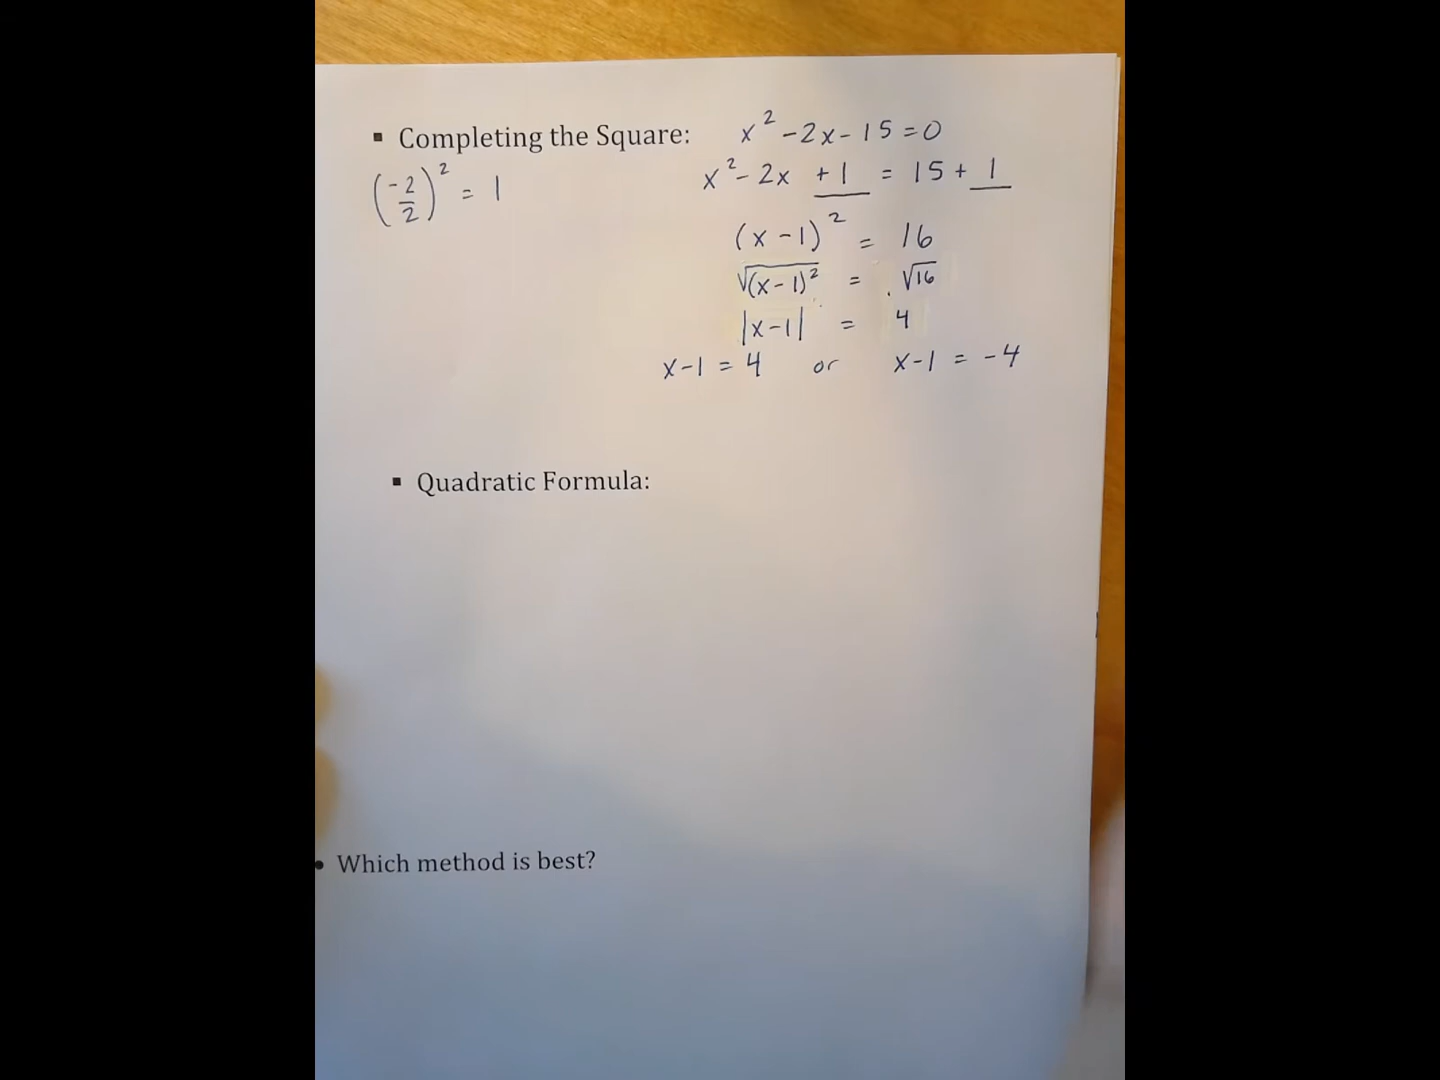 ▪ Completing the Square: x² - 2x - 15 = 0
(-2/2)² = 1
x² - 2x + 1 = 15 + 1
(x - 1)² = 16
√(x - 1)² = √16
|x - 1| = 4
x - 1 = 4 or x - 1 = -4
▪ Quadratic Formula:
• Which method is best?